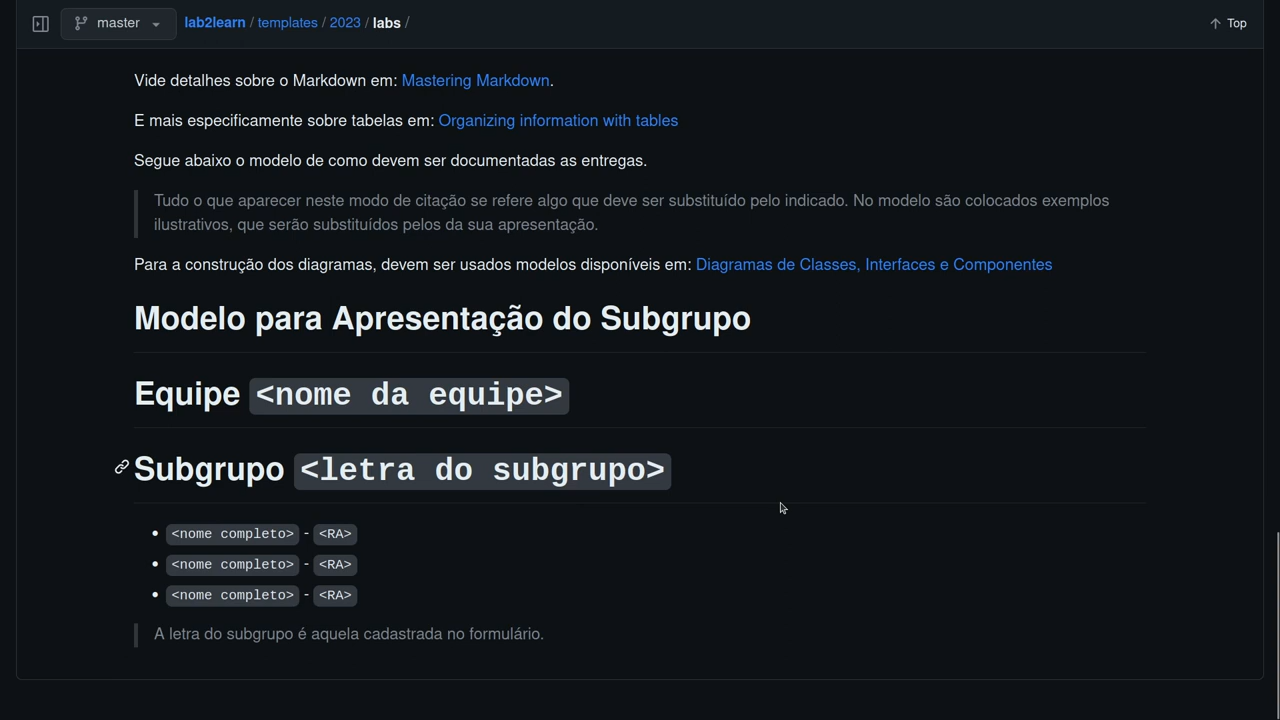 master lab2learn / templates / 2023 / labs / Top
Vide detalhes sobre o Markdown em: Mastering Markdown.
E mais especificamente sobre tabelas em: Organizing information with tables
Segue abaixo o modelo de como devem ser documentadas as entregas.
Tudo o que aparecer neste modo de citação se refere algo que deve ser substituído pelo indicado. No modelo são colocados exemplos
ilustrativos, que serão substituídos pelos da sua apresentação.
Para a construção dos diagramas, devem ser usados modelos disponíveis em: Diagramas de Classes, Interfaces e Componentes
Modelo para Apresentação do Subgrupo
Equipe <nome da equipe>
Subgrupo <letra do subgrupo>
• <nome completo> - <RA>
• <nome completo> - <RA>
• <nome completo> - <RA>
A letra do subgrupo é aquela cadastrada no formulário.